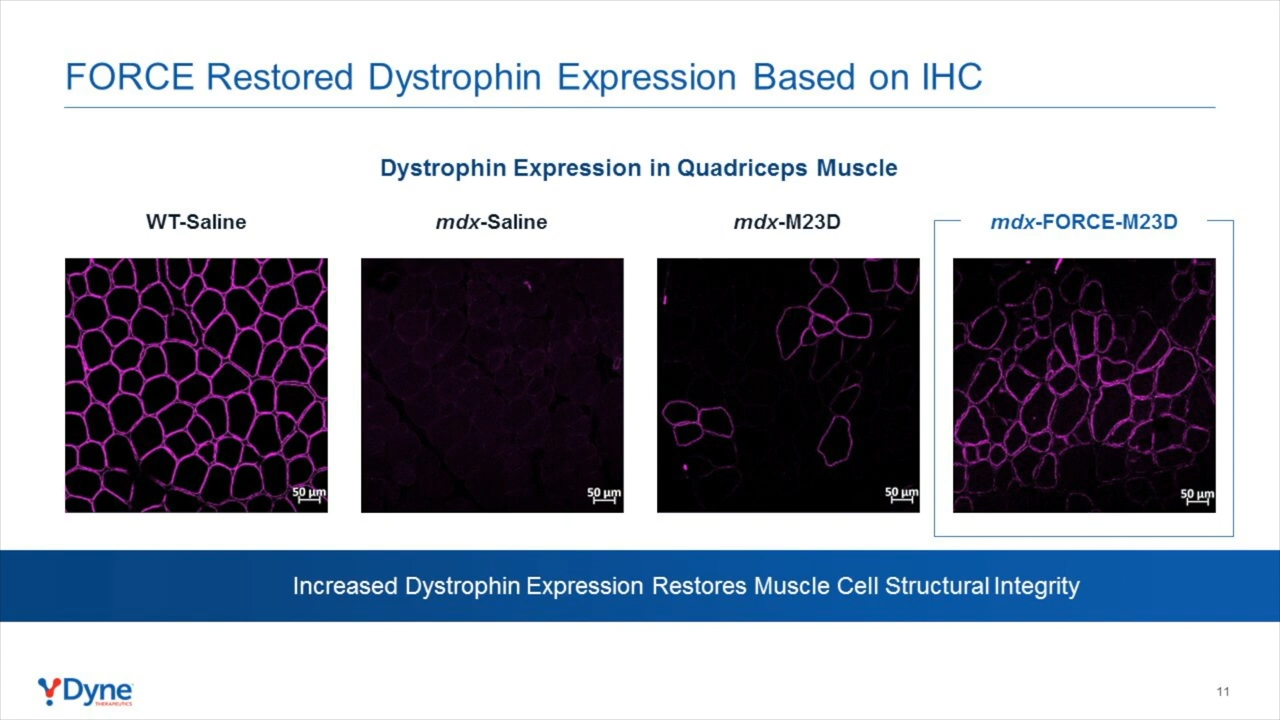 FORCE Restored Dystrophin Expression Based on IHC
Dystrophin Expression in Quadriceps Muscle
WT-Saline
mdx-Saline
mdx-M23D
mdx-FORCE-M23D
50 µm
50 µm
50 µm
50 µm
Increased Dystrophin Expression Restores Muscle Cell Structural Integrity
Dyne
THERAPEUTICS
11